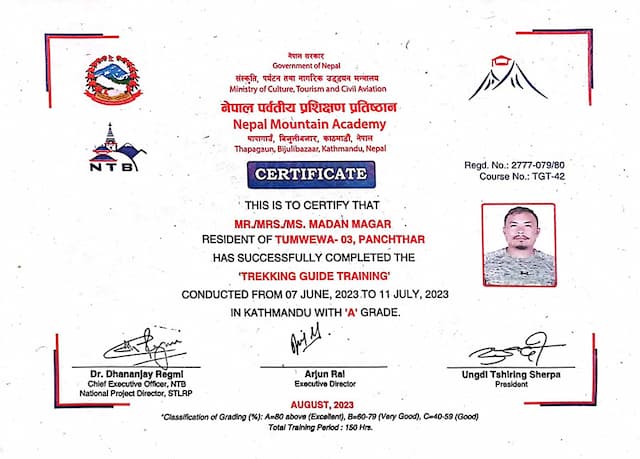 नेपाल सरकार
Government of Nepal
संस्कृति, पर्यटन तथा नागरिक उड्डयन मन्त्रालय
Ministry of Culture, Tourism and Civil Aviation
नेपाल पर्वतीय प्रशिक्षण प्रतिष्ठान
Nepal Mountain Academy
थापागाउँ, बिजुलीबजार, काठमाडौं, नेपाल
Thapagaun, Bijulibazaar, Kathmandu, Nepal
NTB
CERTIFICATE
Regd. No.: 2777-079/80
Course No.: TGT-42
THIS IS TO CERTIFY THAT
MR./MRS./MS. MADAN MAGAR
RESIDENT OF TUMWEWA- 03, PANCHTHAR
HAS SUCCESSFULLY COMPLETED THE
'TREKKING GUIDE TRAINING'
CONDUCTED FROM 07 JUNE, 2023 TO 11 JULY, 2023
IN KATHMANDU WITH 'A' GRADE.
Dr. Dhananjay Regmi
Chief Executive Officer, NTB
National Project Director, STLRP
Arjun Rai
Executive Director
Ungdi Tshiring Sherpa
President
AUGUST, 2023
*Classification of Grading (%): A=80 above (Excellent), B=60-79 (Very Good), C=40-59 (Good)
Total Training Period : 150 Hrs.